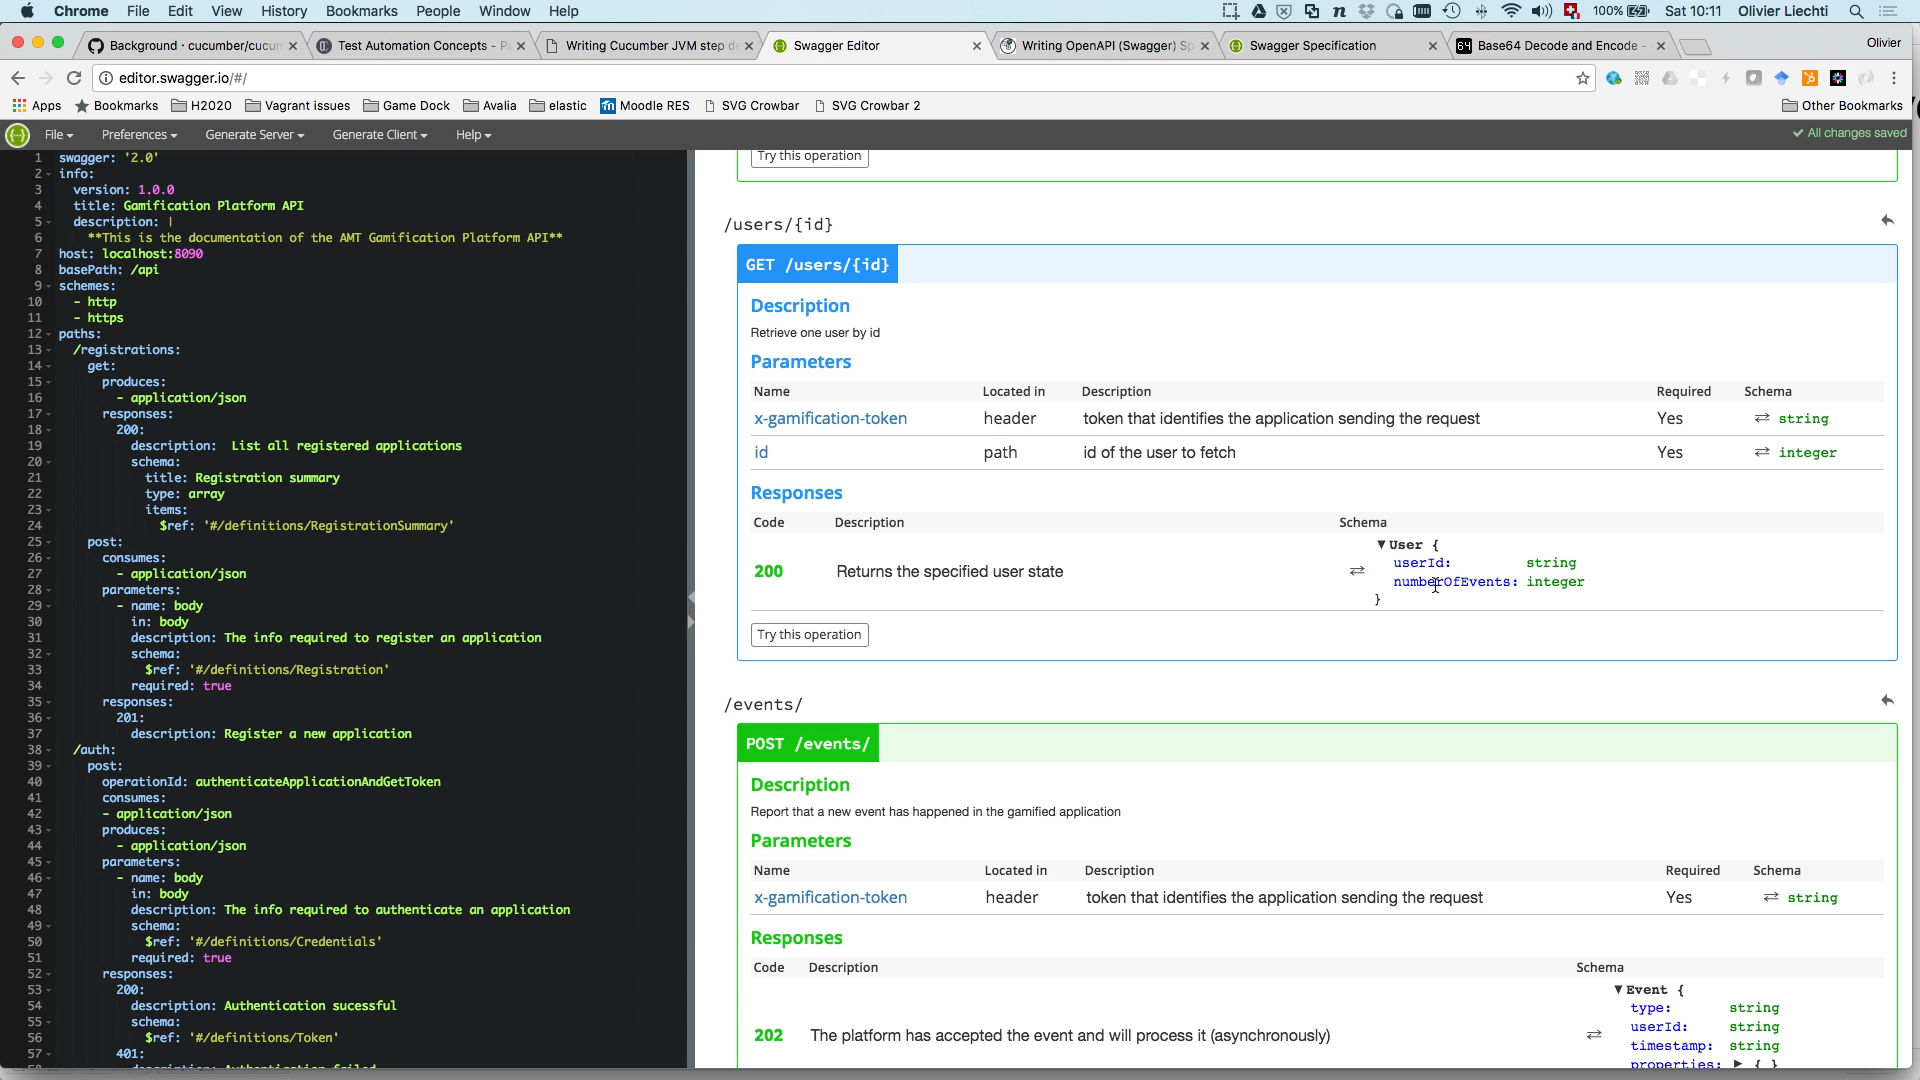 Chrome File Edit View History Bookmarks People Window Help
100% Sat 10:11 Olivier Liechti
Background · cucumber/cucum
Test Automation Concepts - P
Writing Cucumber JVM step de
Swagger Editor
Writing OpenAPI (Swagger) Sp
Swagger Specification
Base64 Decode and Encode -
Olivier
editor.swagger.io/#/
Apps Bookmarks H2020 Vagrant issues Game Dock Avalia elastic Moodle RES SVG Crowbar SVG Crowbar 2 Other Bookmarks
File Preferences Generate Server Generate Client Help
All changes saved
1 swagger: '2.0'
2 info:
3 version: 1.0.0
4 title: Gamification Platform API
5 description: |
6 **This is the documentation of the AMT Gamification Platform API**
7 host: localhost:8090
8 basePath: /api
9 schemes:
10 - http
11 - https
12 paths:
13 /registrations:
14 get:
15 produces:
16 - application/json
17 responses:
18 200:
19 description: List all registered applications
20 schema:
21 title: Registration summary
22 type: array
23 items:
24 $ref: '#/definitions/RegistrationSummary'
25 post:
26 consumes:
27 - application/json
28 parameters:
29 - name: body
30 in: body
31 description: The info required to register an application
32 schema:
33 $ref: '#/definitions/Registration'
34 required: true
35 responses:
36 201:
37 description: Register a new application
38 /auth:
39 post:
40 operationId: authenticateApplicationAndGetToken
41 consumes:
42 - application/json
43 produces:
44 - application/json
45 parameters:
46 - name: body
47 in: body
48 description: The info required to authenticate an application
49 schema:
50 $ref: '#/definitions/Credentials'
51 required: true
52 responses:
53 200:
54 description: Authentication sucessful
55 schema:
56 $ref: '#/definitions/Token'
57 401:
58 description: Authentication failed
Try this operation
/users/{id}
GET /users/{id}
Description
Retrieve one user by id
Parameters
Name Located in Description Required Schema
x-gamification-token header token that identifies the application sending the request Yes ⇄ string
id path id of the user to fetch Yes ⇄ integer
Responses
Code Description Schema
200 Returns the specified user state ⇄
▼User {
userId: string
numberOfEvents: integer
}
Try this operation
/events/
POST /events/
Description
Report that a new event has happened in the gamified application
Parameters
Name Located in Description Required Schema
x-gamification-token header token that identifies the application sending the request Yes ⇄ string
Responses
Code Description Schema
202 The platform has accepted the event and will process it (asynchronously) ⇄
▼Event {
type: string
userId: string
timestamp: string
properties: ▶ { }